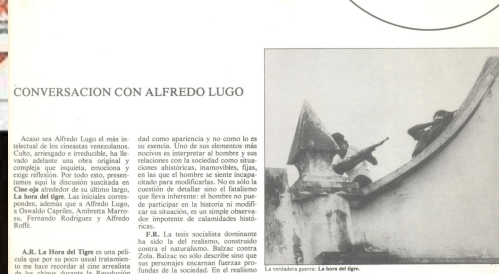 CONVERSACION CON ALFREDO LUGO
Acaso sea Alfredo Lugo el más in-
telectual de los cineastas venezolanos.
Culto, arriesgado e irreducible, ha lle-
vado adelante una obra original y
compleja que inquieta, emociona y
exige reflexión. Por todo esto, presen-
tamos aquí la discusión suscitada en
Cine-oja alrededor de su último largo,
La hora del tigre. Las iniciales corres-
ponden, además que a Alfredo Lugo,
a Oswaldo Capriles, Ambretta Marro-
su, Fernando Rodríguez y Alfredo
Roffé.
A.R. La Hora del Tigre es una pelí-
cula que por su poco usual tratamien-
to me hace recordar al cine arrealista
de los chinos durante la Revolución
dad como apariencia y no como lo es
su esencia. Uno de sus elementos más
nocivos es interpretar al hombre y sus
relaciones con la sociedad como situa-
ciones ahistóricas, inamovibles, fijas,
en las que el hombre se siente incapa-
citado para modificarlas. No es sólo la
cuestión de detallar sino el fatalismo
que lleva inherente: el hombre no pue-
de participar en la historia ni modifi-
car su situación, es un simple observa-
dor impotente de calamidades histó-
ricas.
F.R. La tesis socialista dominante
ha sido la del realismo, construido
contra el naturalismo. Balzac contra
Zola. Balzac no sólo describe sino que
sus personajes encarnan fuerzas pro-
fundas de la sociedad. En el realismo
La verdadera guerra: La hora del tigre.